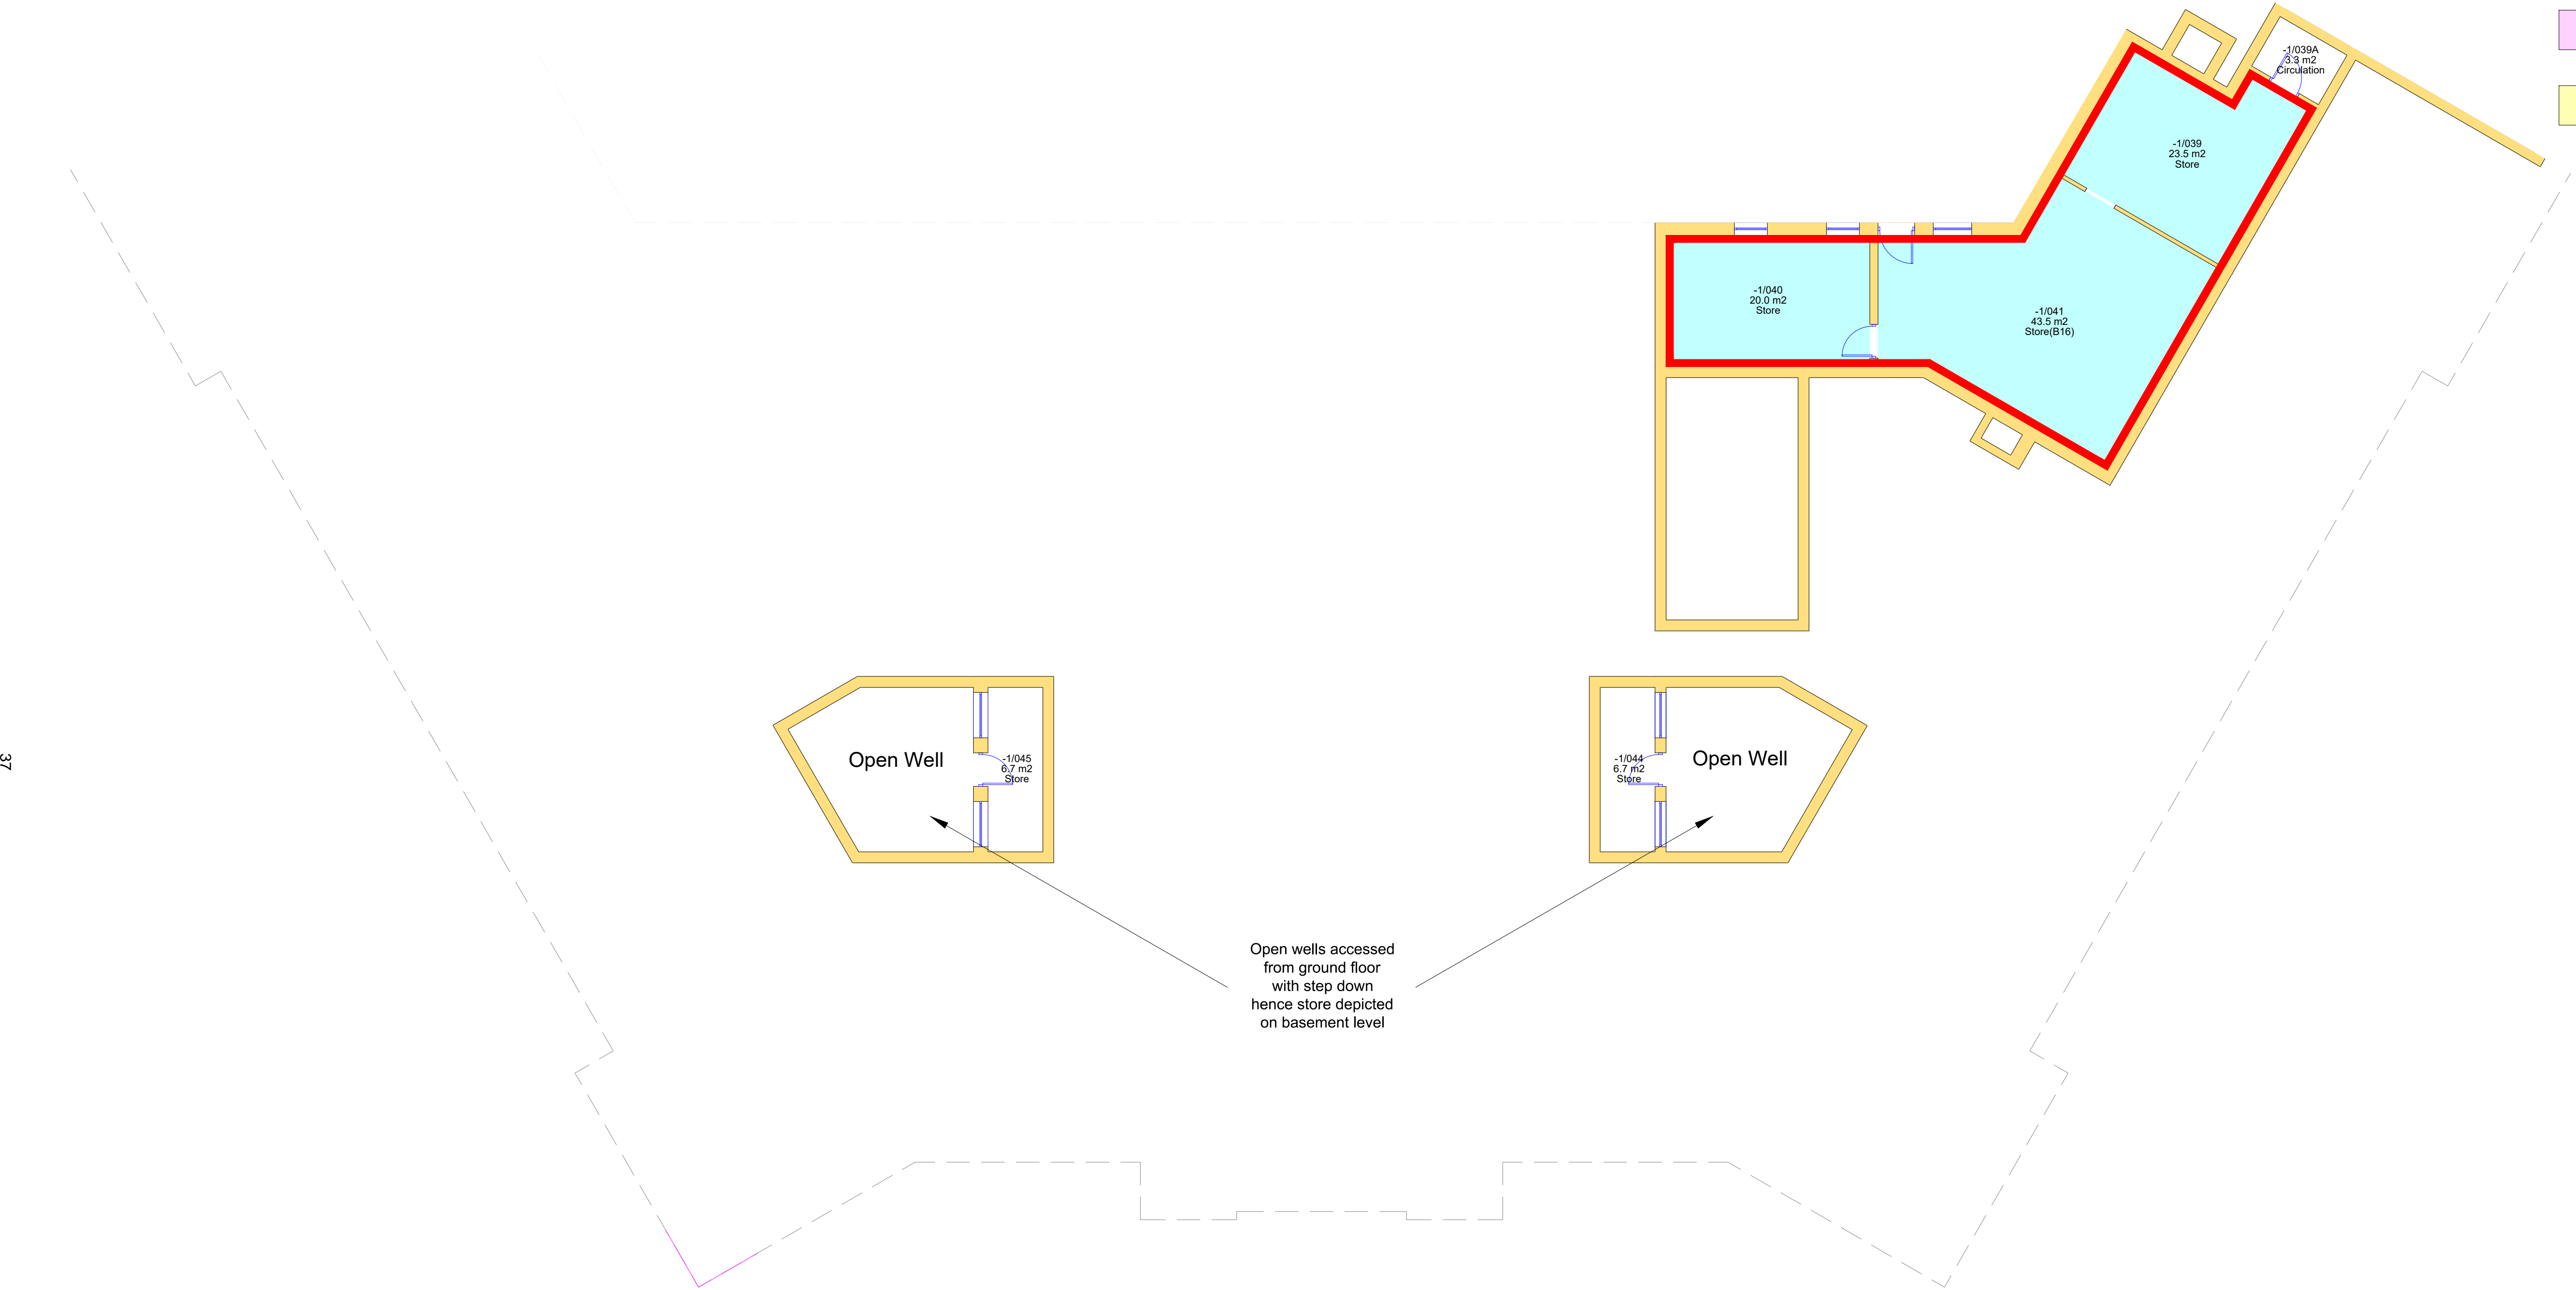 -1/039A
3.3 m2
Circulation
-1/039
23.5 m2
Store
-1/040
20.0 m2
Store
-1/041
43.5 m2
Store(B16)
Open Well
-1/045
6.7 m2
Store
-1/044
6.7 m2
Store
Open Well
37
Open wells accessed
from ground floor
with step down
hence store depicted
on basement level